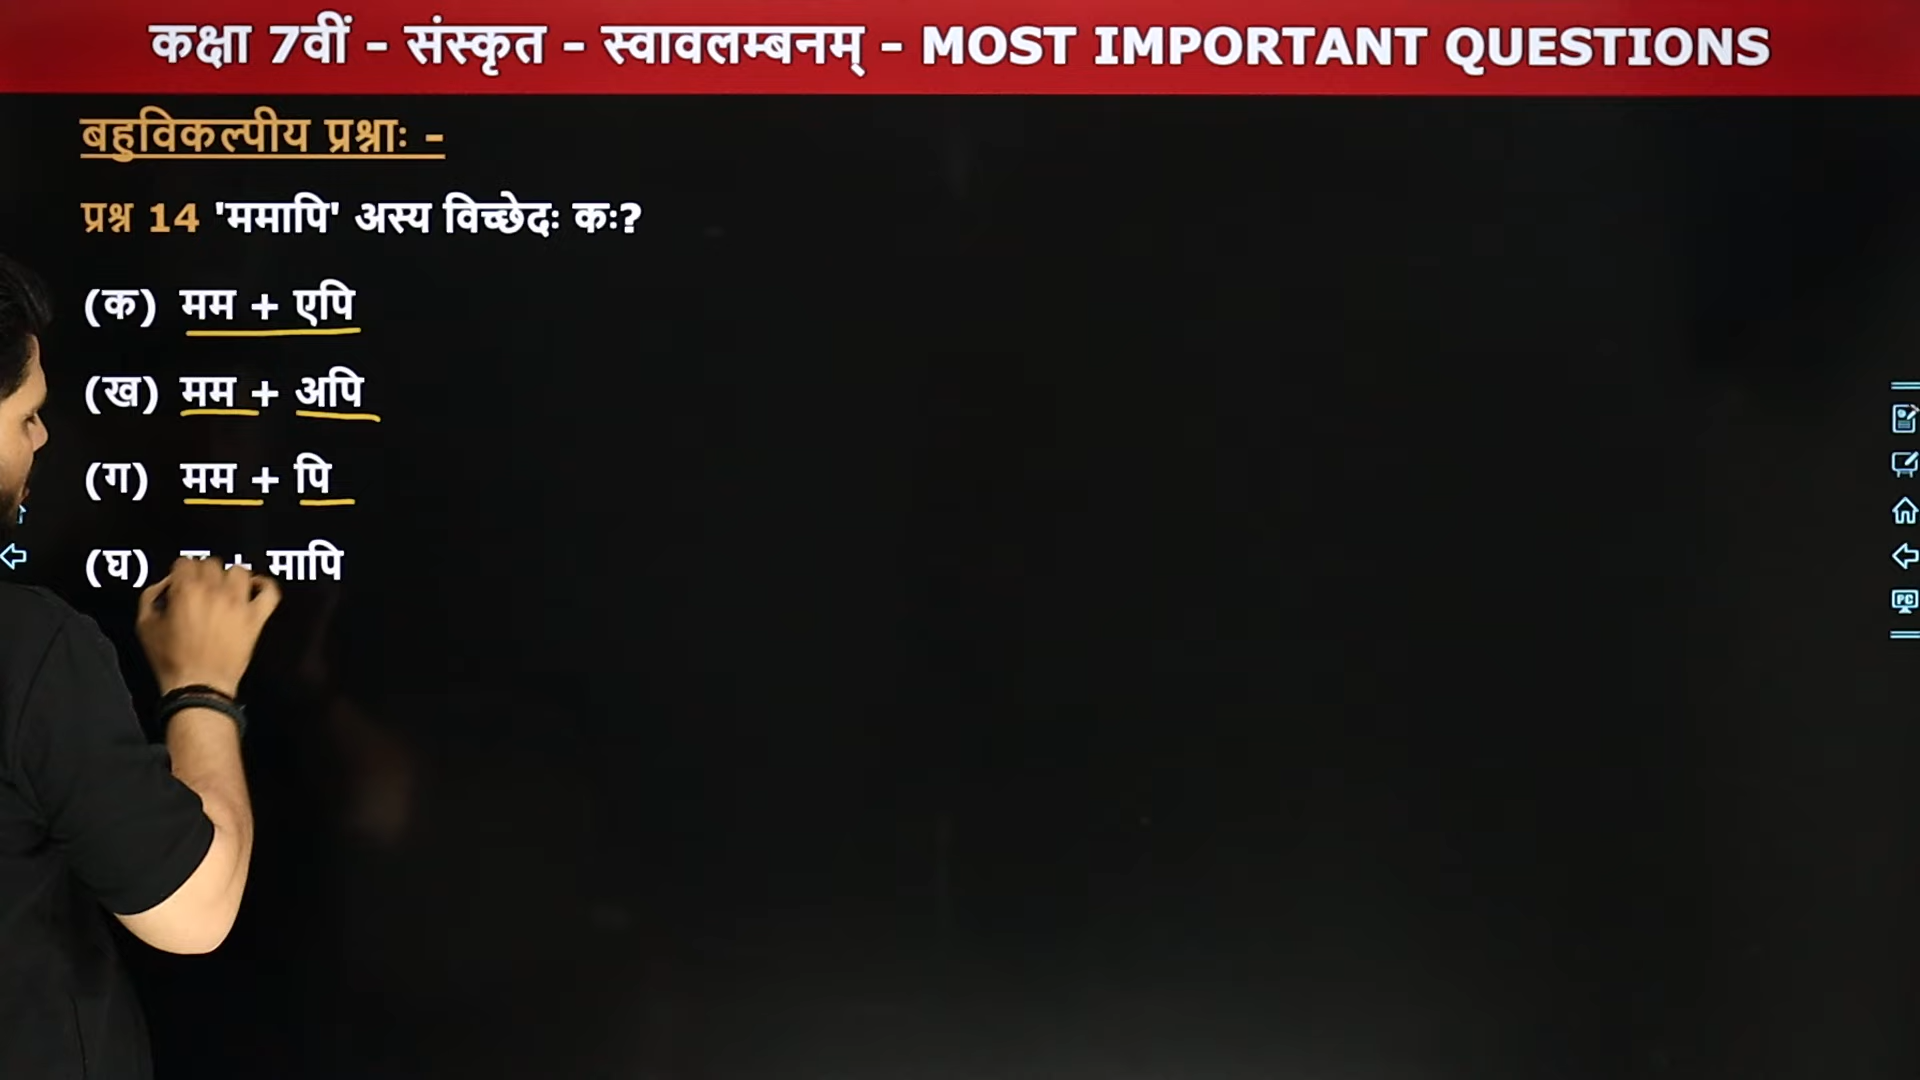 कक्षा 7वीं - संस्कृत - स्वावलम्बनम् - MOST IMPORTANT QUESTIONS
बहुविकल्पीय प्रश्नाः -
प्रश्न 14 'ममापि' अस्य विच्छेदः कः?
(क) मम + एपि
(ख) मम + अपि
(ग) मम + पि
(घ) + मापि
PC